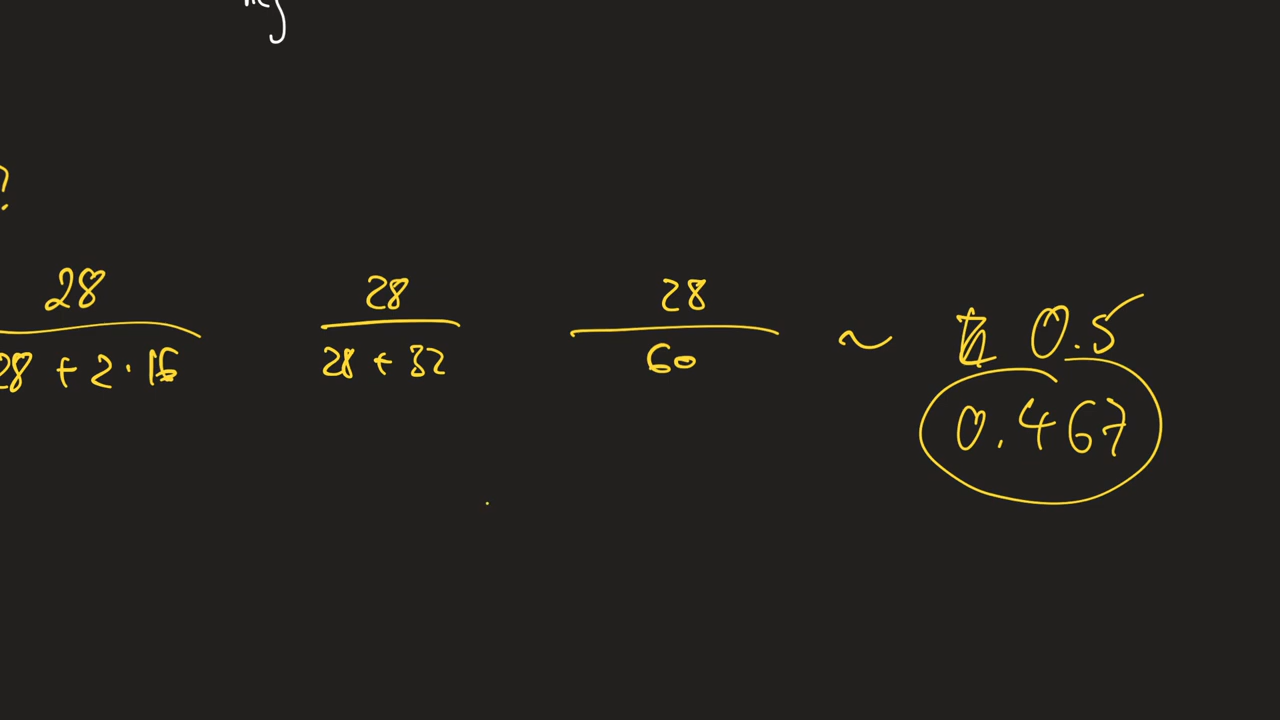 ?
28 28 28 ~ 0.5
28 + 2 · 16 28 + 32 60 0.467